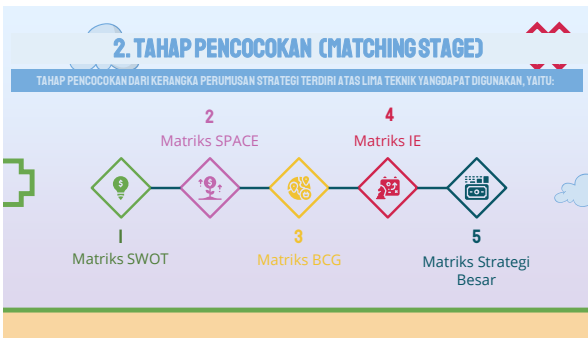 2. TAHAP PENCOCOKAN (MATCHING STAGE)
TAHAP PENCOCOKAN DARI KERANGKA PERUMUSAN STRATEGI TERDIRI ATAS LIMA TEKNIK YANGDAPAT DIGUNAKAN, YAITU:
1
Matriks SWOT
2
Matriks SPACE
3
Matriks BCG
4
Matriks IE
5
Matriks Strategi
Besar